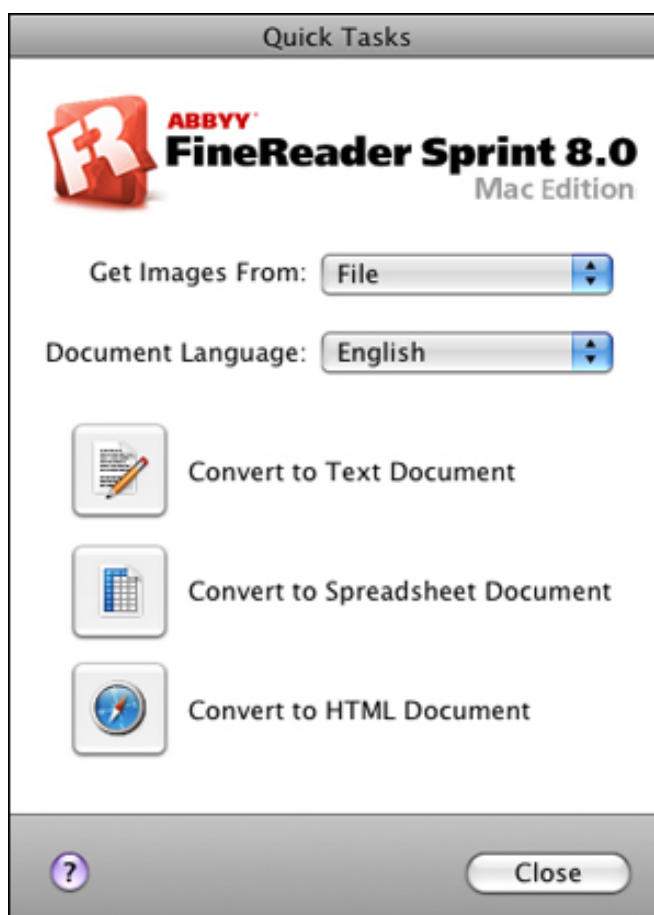 Quick Tasks
ABBYY
FineReader Sprint 8.0
Mac Edition
Get Images From: File
Document Language: English
Convert to Text Document
Convert to Spreadsheet Document
Convert to HTML Document
? Close